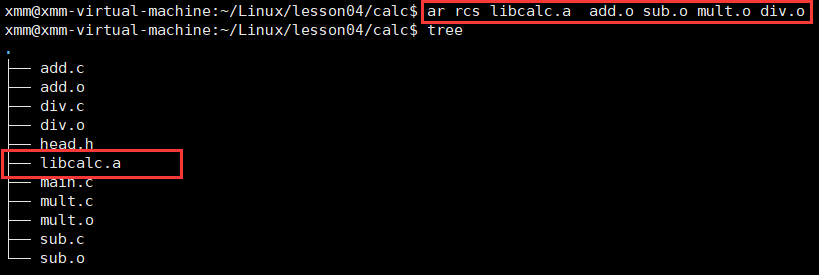 xmm@xmm-virtual-machine:~/Linux/lesson04/calc$ ar rcs libcalc.a  add.o sub.o mult.o div.o
xmm@xmm-virtual-machine:~/Linux/lesson04/calc$ tree
.
├── add.c
├── add.o
├── div.c
├── div.o
├── head.h
├── libcalc.a
├── main.c
├── mult.c
├── mult.o
├── sub.c
└── sub.o